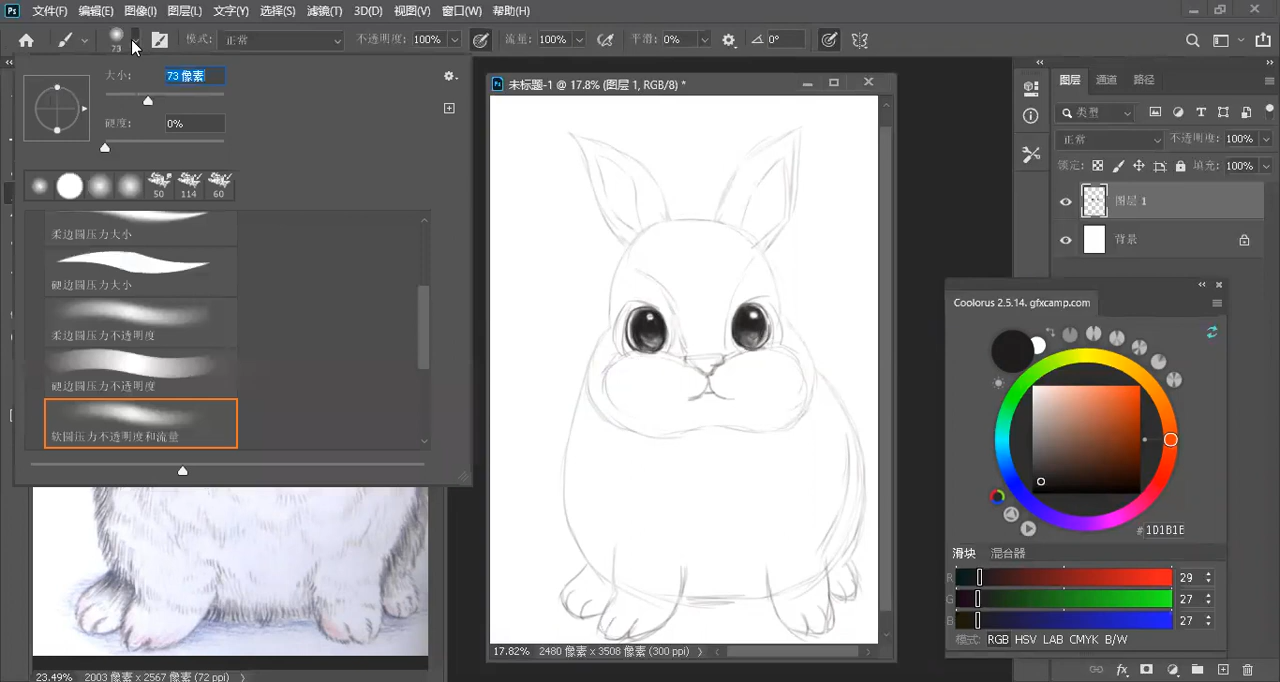 Ps 文件(F) 编辑(E) 图像(I) 图层(L) 文字(Y) 选择(S) 滤镜(T) 3D(D) 视图(V) 窗口(W) 帮助(H)
73 模式: 正常 不透明度: 100% 流量: 100% 平滑: 0% 0°
大小: 73 像素
硬度: 0%
50 114 60
柔边圆压力大小
硬边圆压力大小
柔边圆压力不透明度
硬边圆压力不透明度
软圆压力不透明度和流量
23.49% 2003 像素 x 2567 像素 (72 ppi)
未标题-1 @ 17.8% (图层 1, RGB/8) *
17.82% 2480 像素 x 3508 像素 (300 ppi)
图层 通道 路径
类型
正常 不透明度: 100%
锁定: 填充: 100%
图层 1
背景
Coolorus 2.5.14. gfxcamp.com
# 1D1B1B
滑块 混合器
R 29
G 27
B 27
模式: RGB HSV LAB CMYK B/W
fx